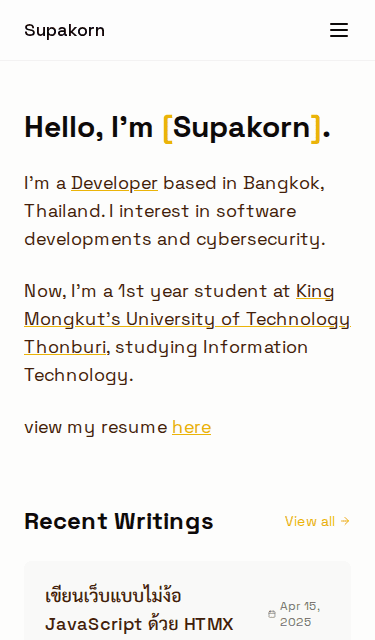 Supakorn
Hello, I'm [Supakorn].
I'm a Developer based in Bangkok,
Thailand. I interest in software
developments and cybersecurity.
Now, I'm a 1st year student at King
Mongkut's University of Technology
Thonburi, studying Information
Technology.
view my resume here
Recent Writings
View all →
เขียนเว็บแบบไม่ง้อ
JavaScript ด้วย HTMX
Apr 15,
2025